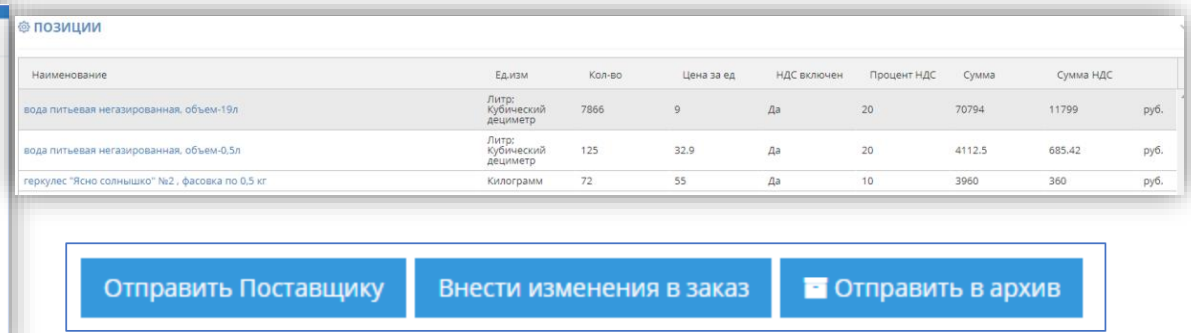 ПОЗИЦИИ
Наименование Ед.изм Кол-во Цена за ед НДС включен Процент НДС Сумма Сумма НДС
вода питьевая негазированная, объем-19л Литр; Кубический дециметр 7866 9 Да 20 70794 11799 руб.
вода питьевая негазированная, объем-0,5л Литр; Кубический дециметр 125 32.9 Да 20 4112.5 685.42 руб.
геркулес "Ясно солнышко" №2 , фасовка по 0,5 кг Килограмм 72 55 Да 10 3960 360 руб.
Отправить Поставщику Внести изменения в заказ Отправить в архив